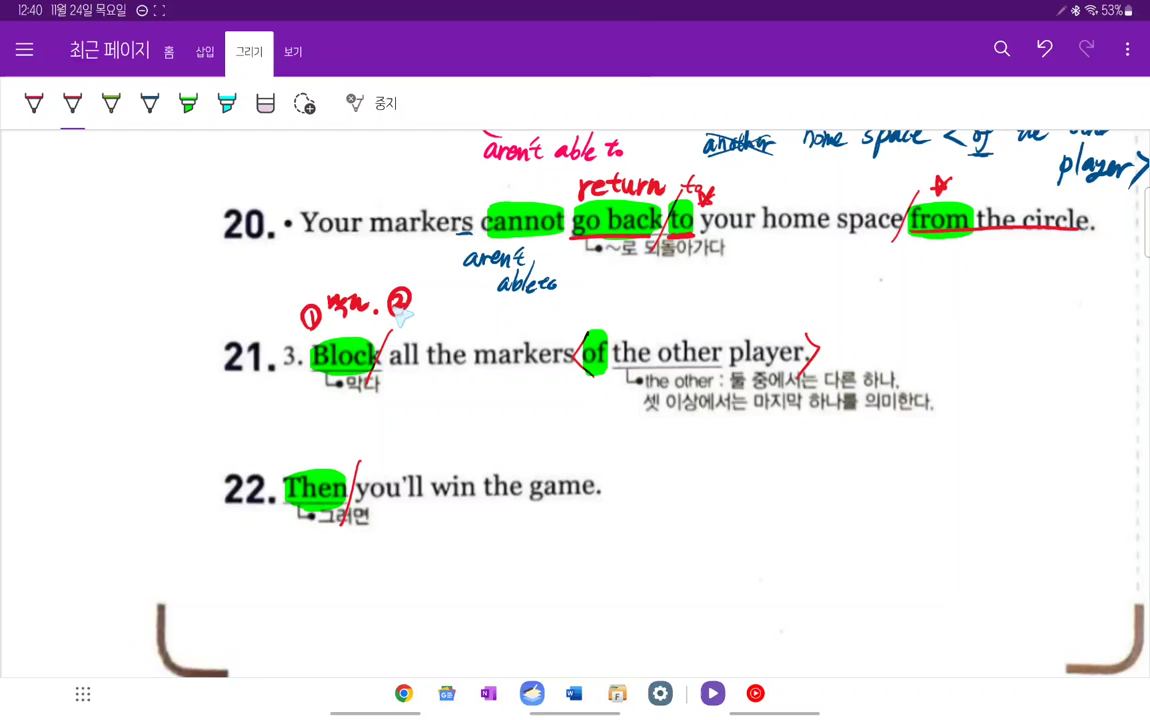 12:40 11월 24일 목요일 53%
최근 페이지 홈 삽입 그리기 보기
중지
aren't able to another home space < of the other
player>
return to
20. • Your markers cannot go back to your home space from the circle.
~로 되돌아가다
aren't
able to
① ②
21. 3. Block all the markers <of the other player.>
막다 the other : 둘 중에서는 다른 하나,
셋 이상에서는 마지막 하나를 의미한다.
22. Then you'll win the game.
그러면